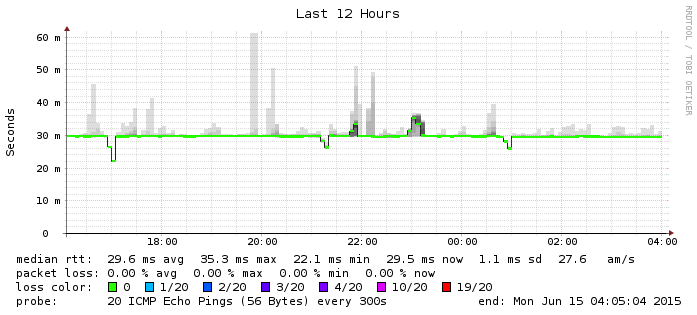 Last 12 Hours
RRDTOOL / TOBI OETIKER
Seconds
60 m
50 m
40 m
30 m
20 m
10 m
0
18:00 20:00 22:00 00:00 02:00 04:00
median rtt: 29.6 ms avg 35.3 ms max 22.1 ms min 29.5 ms now 1.1 ms sd 27.6 am/s
packet loss: 0.00 % avg 0.00 % max 0.00 % min 0.00 % now
loss color: 0 1/20 2/20 3/20 4/20 10/20 19/20
probe: 20 ICMP Echo Pings (56 Bytes) every 300s end: Mon Jun 15 04:05:04 2015